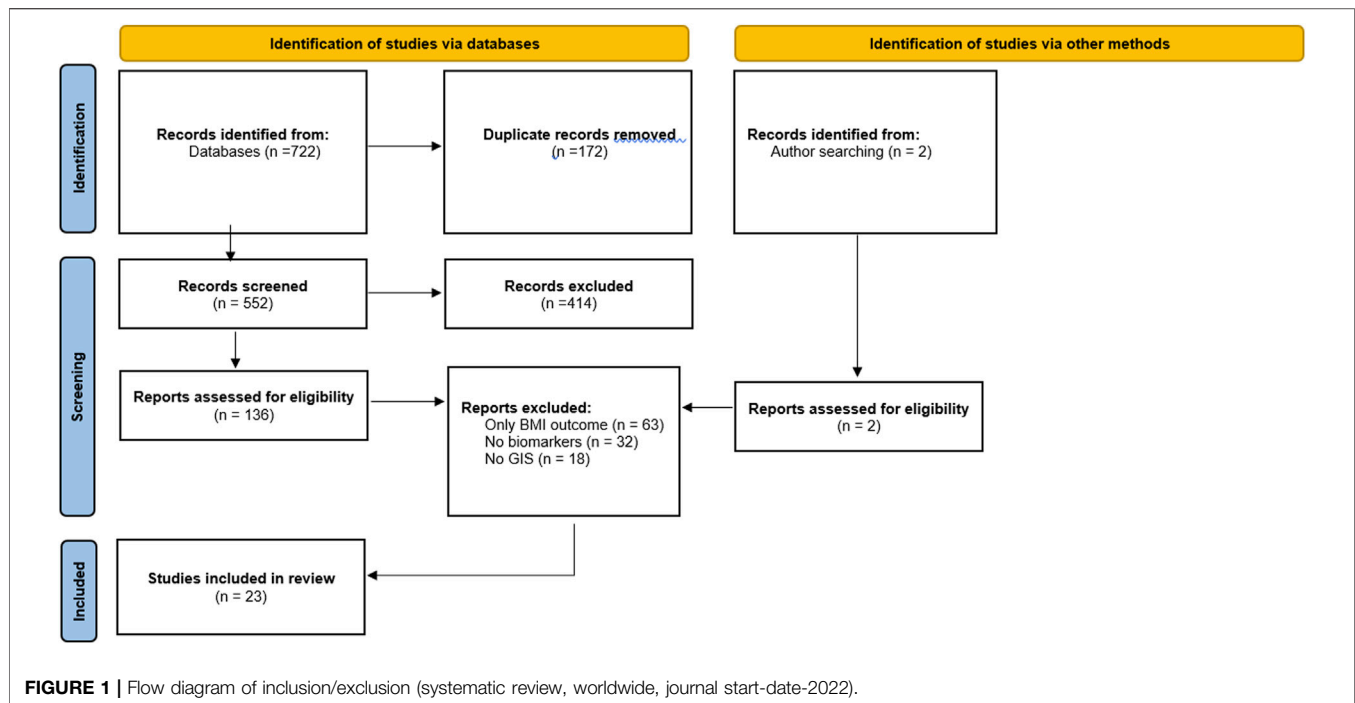 Identification of studies via databases
Identification of studies via other methods
Identification
Records identified from:
Databases (n =722)
Duplicate records removed
(n =172)
Records identified from:
Author searching (n = 2)
Screening
Records screened
(n = 552)
Records excluded
(n =414)
Reports assessed for eligibility
(n = 136)
Reports excluded:
Only BMI outcome (n = 63)
No biomarkers (n = 32)
No GIS (n = 18)
Reports assessed for eligibility
(n = 2)
Included
Studies included in review
(n = 23)
FIGURE 1 | Flow diagram of inclusion/exclusion (systematic review, worldwide, journal start-date-2022).